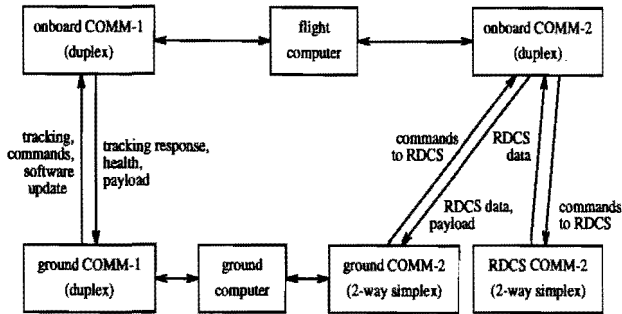 onboard COMM-1
(duplex)
flight
computer
onboard COMM-2
(duplex)
tracking,
commands,
software
update
tracking response,
health,
payload
commands
to RDCS
RDCS
data
RDCS data,
payload
commands
to RDCS
ground COMM-1
(duplex)
ground
computer
ground COMM-2
(2-way simplex)
RDCS COMM-2
(2-way simplex)